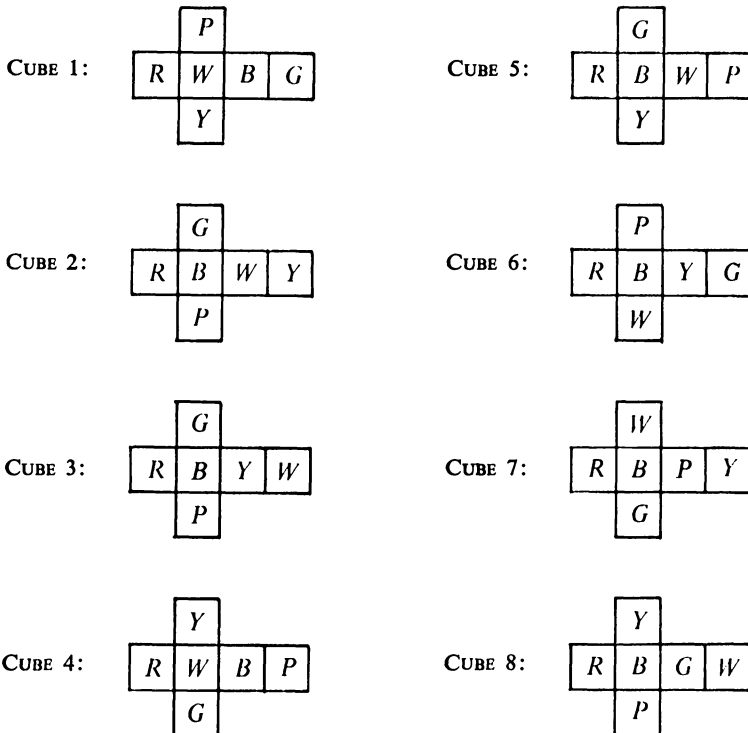 P
CUBE 1: R W B G
Y
G
CUBE 5: R B W P
Y
G
CUBE 2: R B W Y
P
P
CUBE 6: R B Y G
W
G
CUBE 3: R B Y W
P
W
CUBE 7: R B P Y
G
Y
CUBE 4: R W B P
G
Y
CUBE 8: R B G W
P